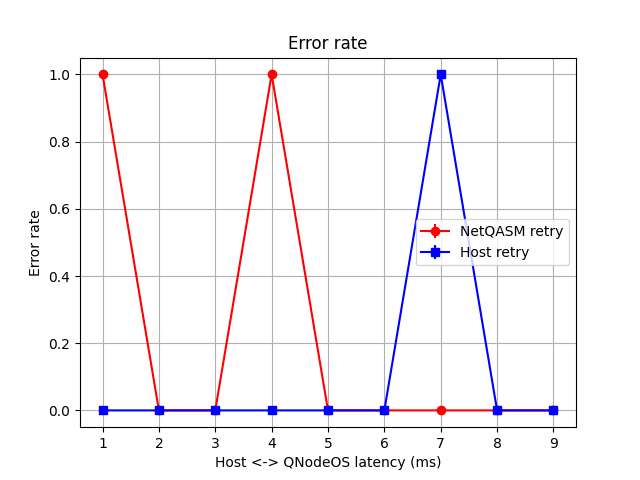 Error rate
1.0
0.8
0.6
0.4
0.2
0.0
Error rate
NetQASM retry
Host retry
1 2 3 4 5 6 7 8 9
Host <-> QNodeOS latency (ms)